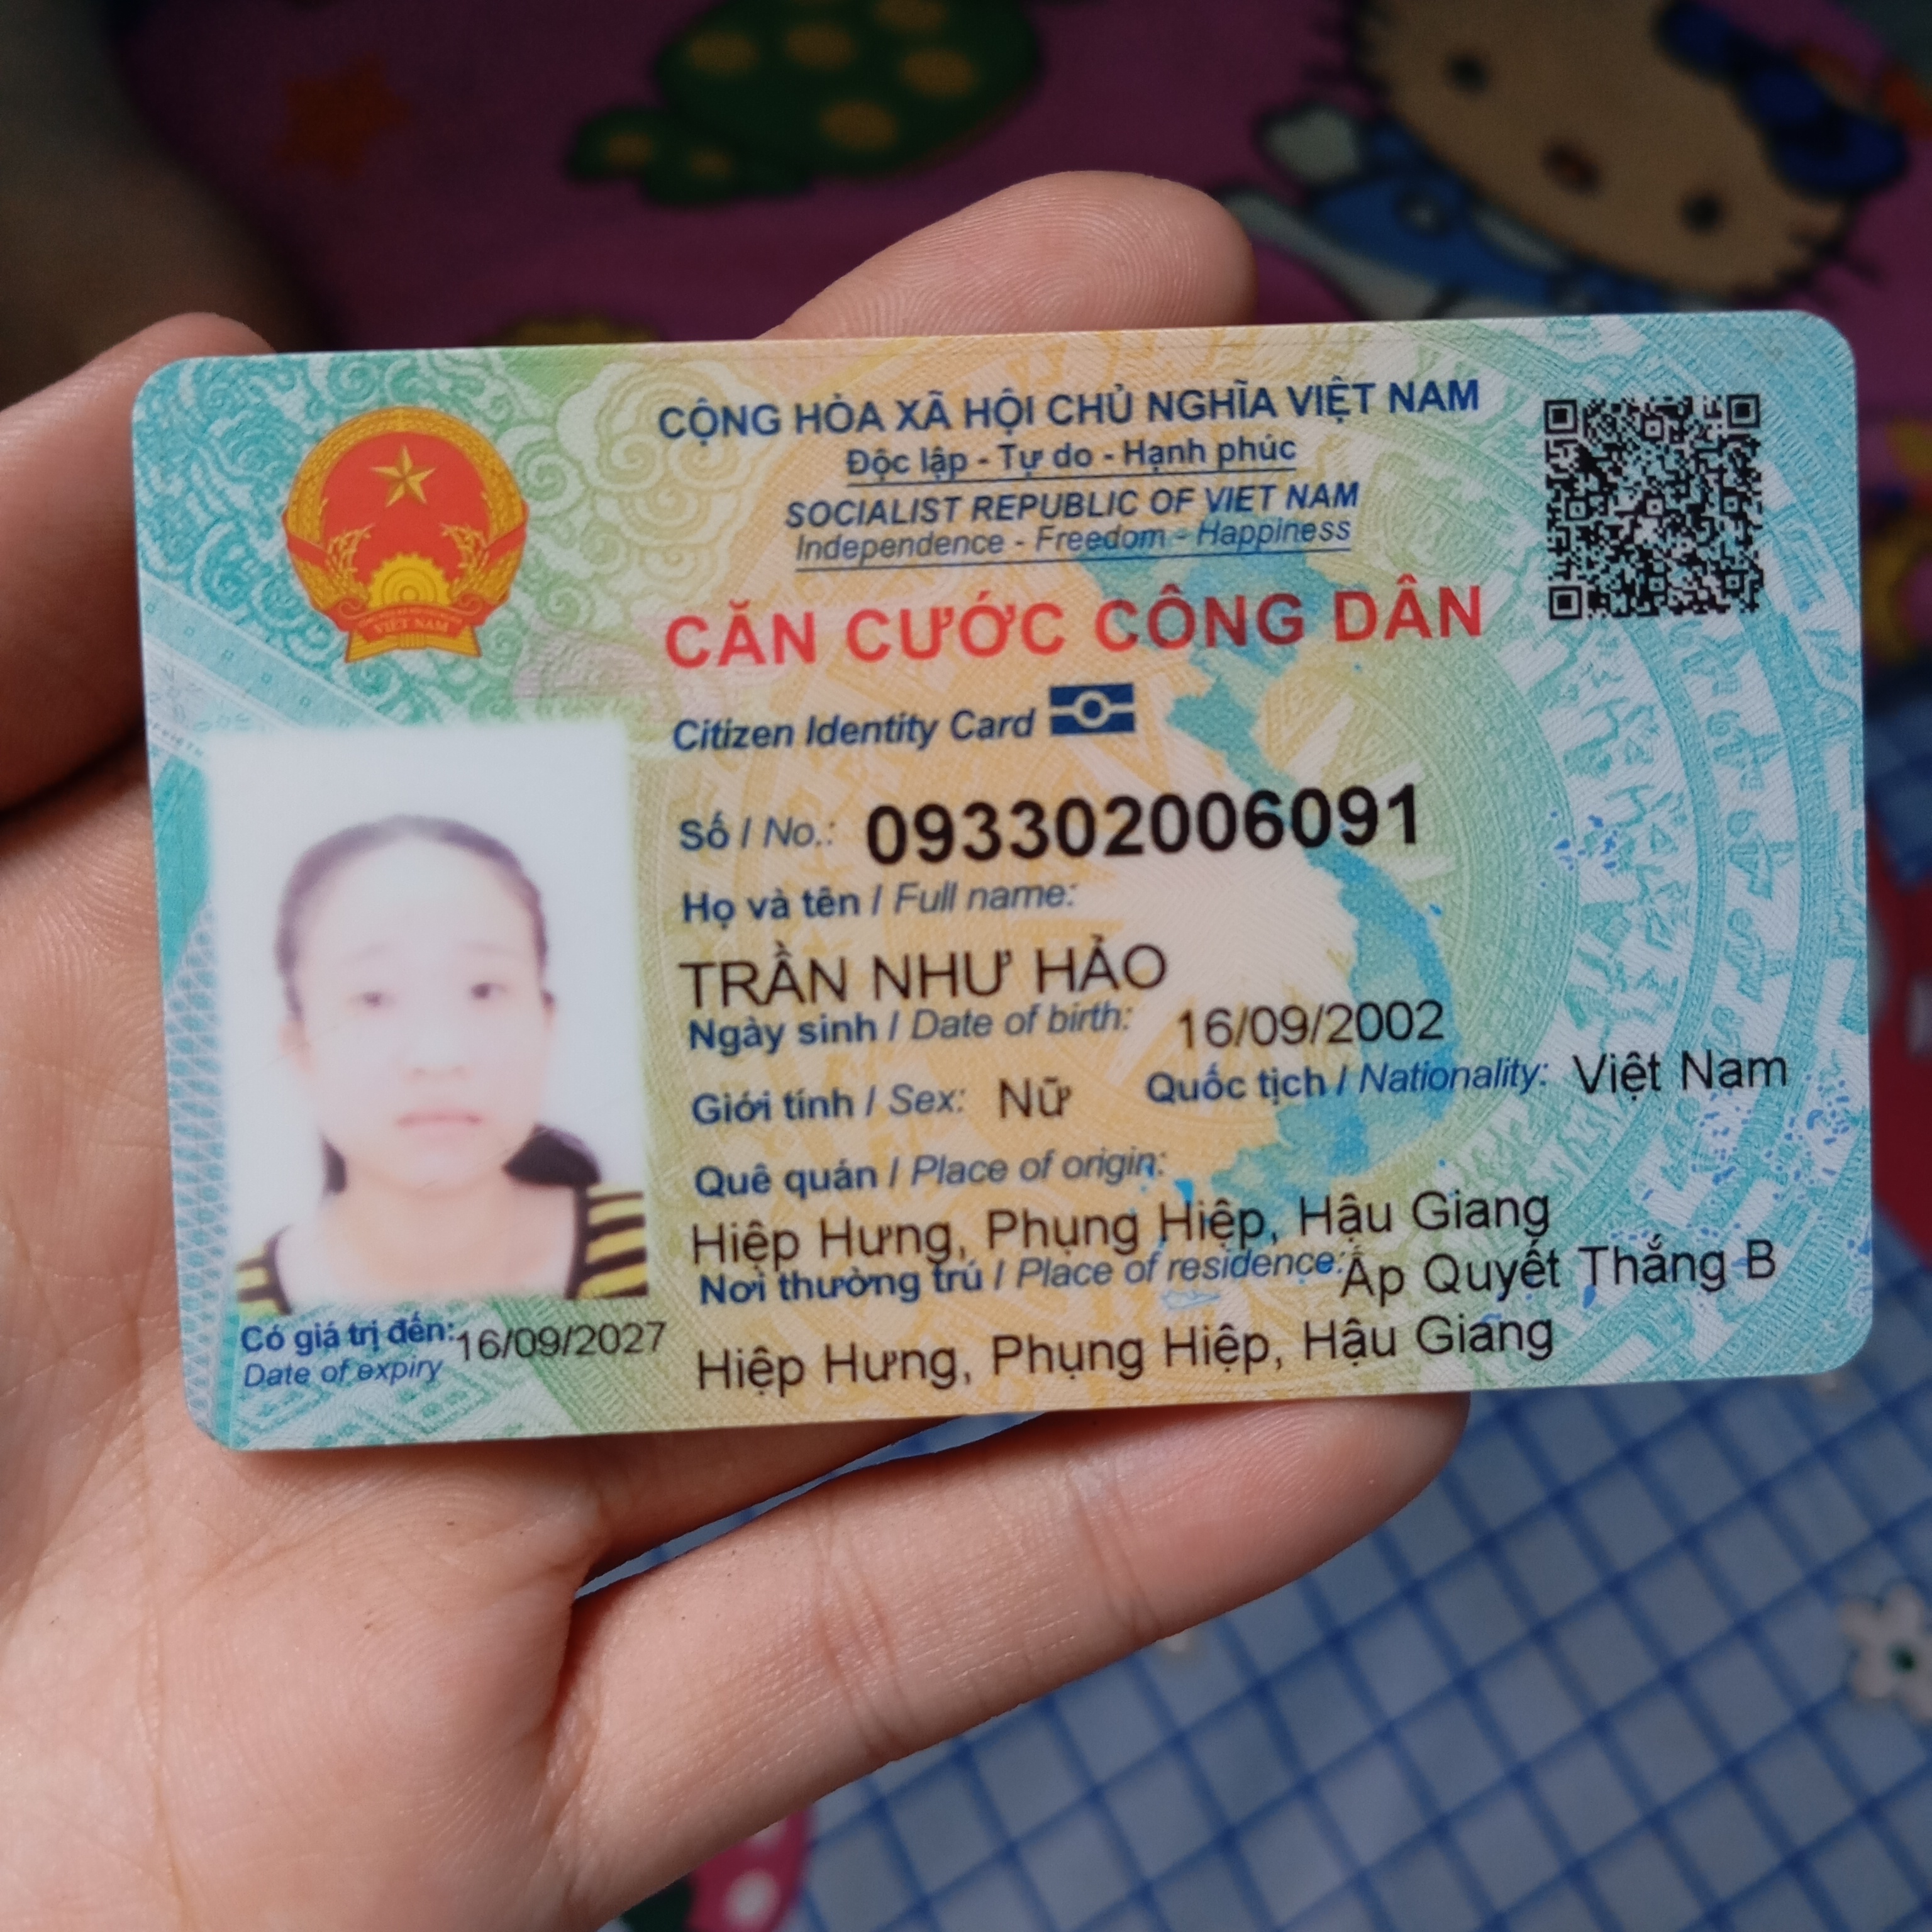 CỘNG HÒA XÃ HỘI CHỦ NGHĨA VIỆT NAM
Độc lập - Tự do - Hạnh phúc
SOCIALIST REPUBLIC OF VIET NAM
Independence - Freedom - Happiness
CĂN CƯỚC CÔNG DÂN
Citizen Identity Card
VIỆT NAM
Số / No.: 093302006091
Họ và tên / Full name:
TRẦN NHƯ HẢO
Ngày sinh / Date of birth: 16/09/2002
Giới tính / Sex: Nữ Quốc tịch / Nationality: Việt Nam
Quê quán / Place of origin:
Hiệp Hưng, Phụng Hiệp, Hậu Giang
Nơi thường trú / Place of residence: Ấp Quyết Thắng B
Hiệp Hưng, Phụng Hiệp, Hậu Giang
Có giá trị đến: 16/09/2027
Date of expiry